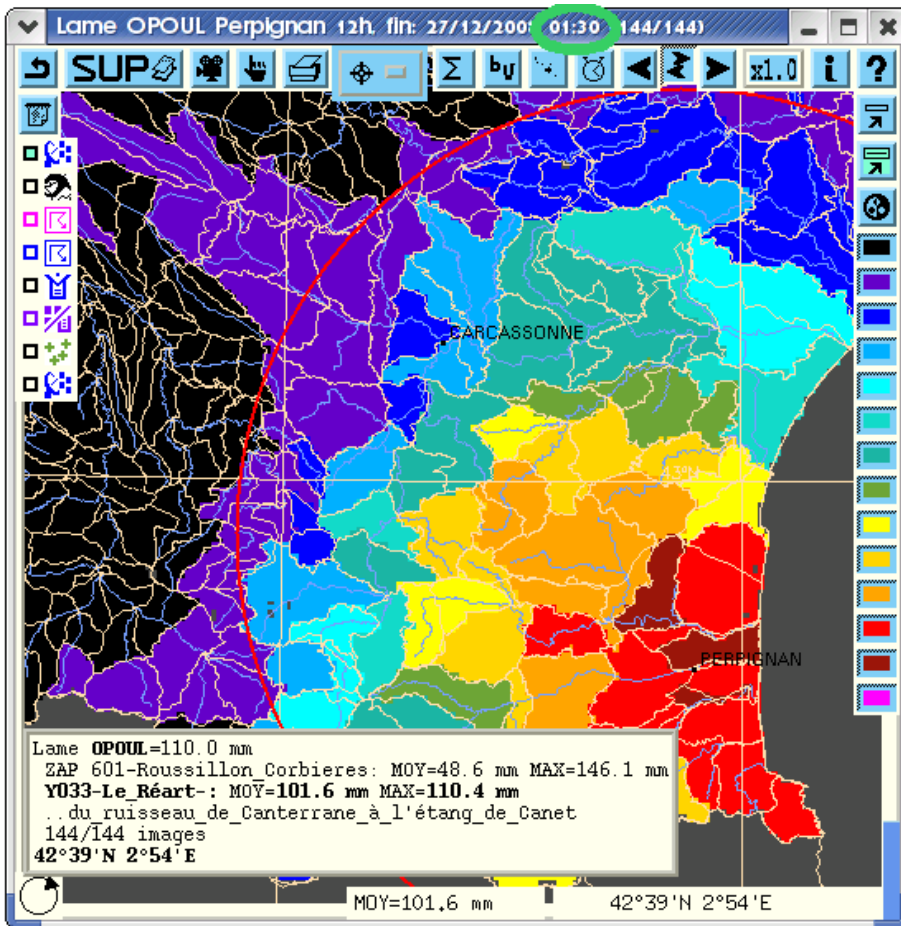 Lame OPOUL Perpignan 12h, fin: 27/12/200 01:30 144/144)
SUP Σ bv x1.0 i ?
CARCASSONNE
PERPIGNAN
Lame OPOUL=110.0 mm
ZAP 601-Roussillon_Corbieres: MOY=48.6 mm MAX=146.1 mm
Y033-Le_Réart-: MOY=101.6 mm MAX=110.4 mm
..du_ruisseau_de_Canterrane_à_l'étang_de_Canet
144/144 images
42°39'N 2°54'E
MOY=101.6 mm 42°39'N 2°54'E